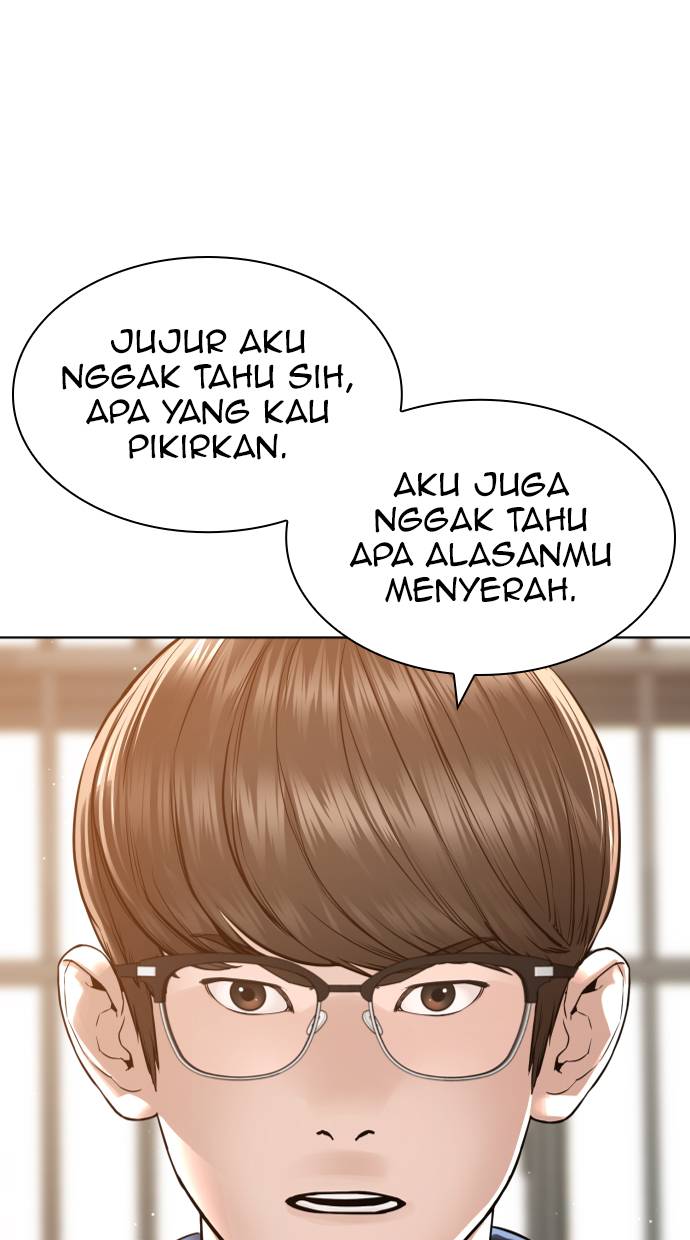 JUJUR AKU
NGGAK TAHU SIH,
APA YANG KAU
PIKIRKAN.
AKU JUGA
NGGAK TAHU
APA ALASANMU
MENYERAH.